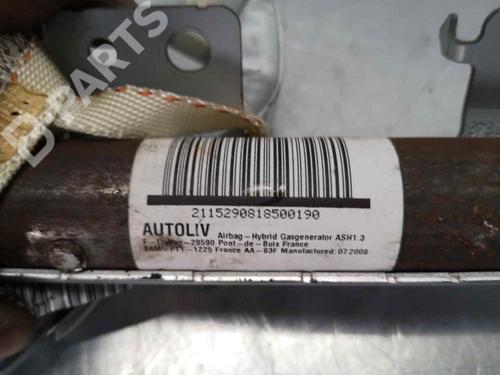 D-PARTS
2115290818500190
AUTOLIV Airbag-Hybrid Gasgenerator ASH1.3
29590 Pont-de-Buis France
1225 France AA-83F Manufactured: 07 2008